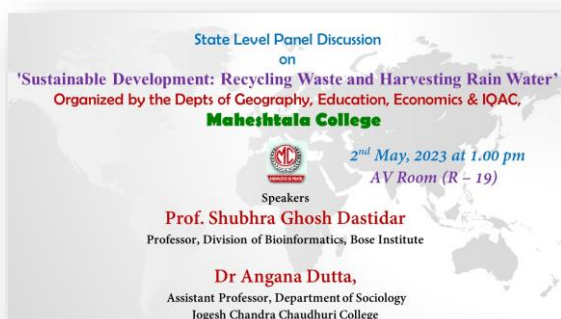 State Level Panel Discussion
on
'Sustainable Development: Recycling Waste and Harvesting Rain Water'
Organized by the Depts of Geography, Education, Economics & IQAC,
Maheshtala College
MC
2nd May, 2023 at 1.00 pm
AV Room (R – 19)
Speakers
Prof. Shubhra Ghosh Dastidar
Professor, Division of Bioinformatics, Bose Institute
Dr Angana Dutta,
Assistant Professor, Department of Sociology
Jogesh Chandra Chaudhuri College